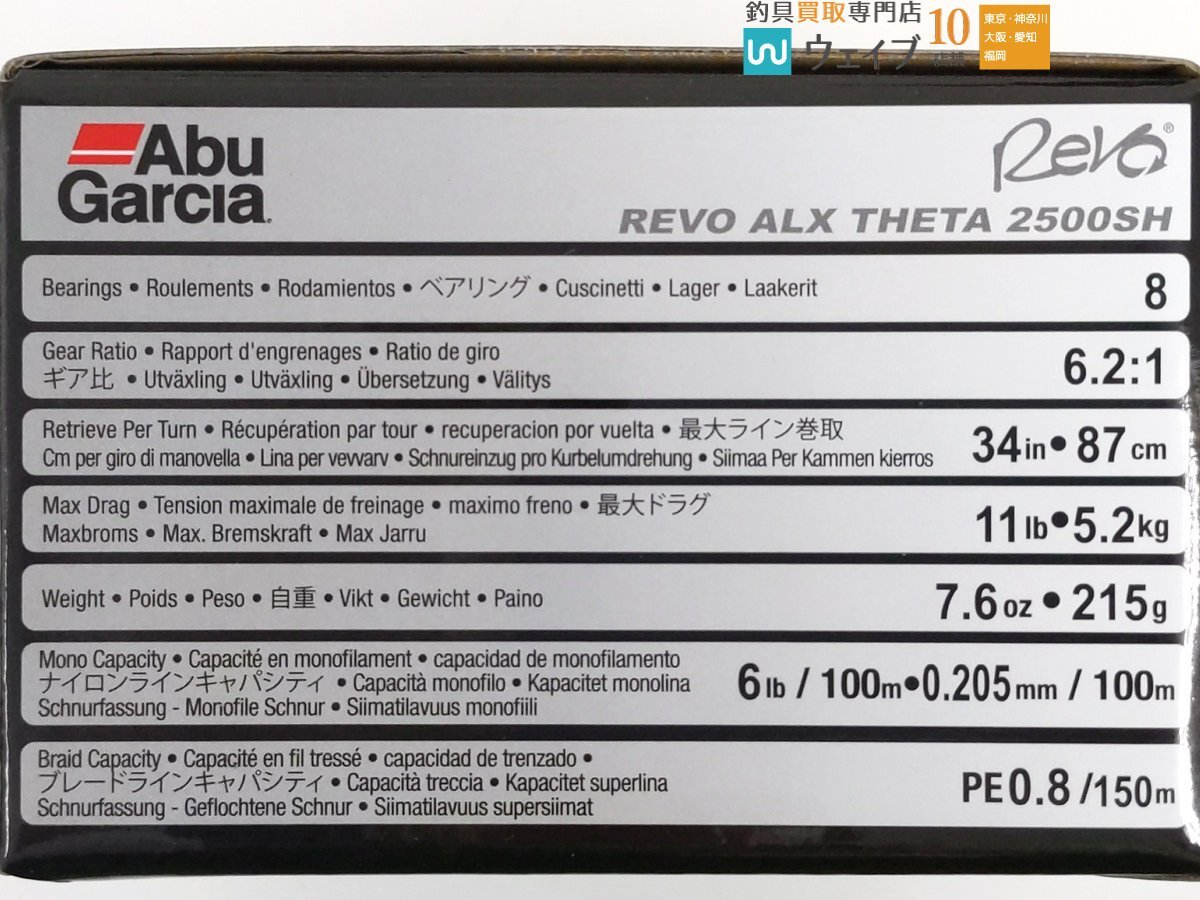 釣具買取専門店
ウェイブ
10店舗
東京・神奈川
大阪・愛知
福岡
Abu
Garcia.
Revo®
REVO ALX THETA 2500SH
Bearings • Roulements • Rodamientos • ベアリング • Cuscinetti • Lager • Laakerit
8
Gear Ratio • Rapport d'engrenages • Ratio de giro
ギア比 • Utväxling • Utväxling • Übersetzung • Välitys
6.2:1
Retrieve Per Turn • Récupération par tour • recuperacion por vuelta • 最大ライン巻取
Cm per giro di manovella • Lina per vevvarv • Schnureinzug pro Kurbelumdrehung • Siimaa Per Kammen kierros
34in • 87cm
Max Drag • Tension maximale de freinage • maximo freno • 最大ドラグ
Maxbroms • Max. Bremskraft • Max Jarru
11lb • 5.2kg
Weight • Poids • Peso • 自重 • Vikt • Gewicht • Paino
7.6oz • 215g
Mono Capacity • Capacité en monofilament • capacidad de monofilamento
ナイロンラインキャパシティ • Capacità monofilo • Kapacitet monolina
Schnurfassung - Monofile Schnur • Siimatilavuus monofiili
6lb / 100m • 0.205mm / 100m
Braid Capacity • Capacité en fil tressé • capacidad de trenzado •
ブレードラインキャパシティ • Capacità treccia • Kapacitet superlina
Schnurfassung - Geflochtene Schnur • Siimatilavuus supersiimat
PE0.8 /150m